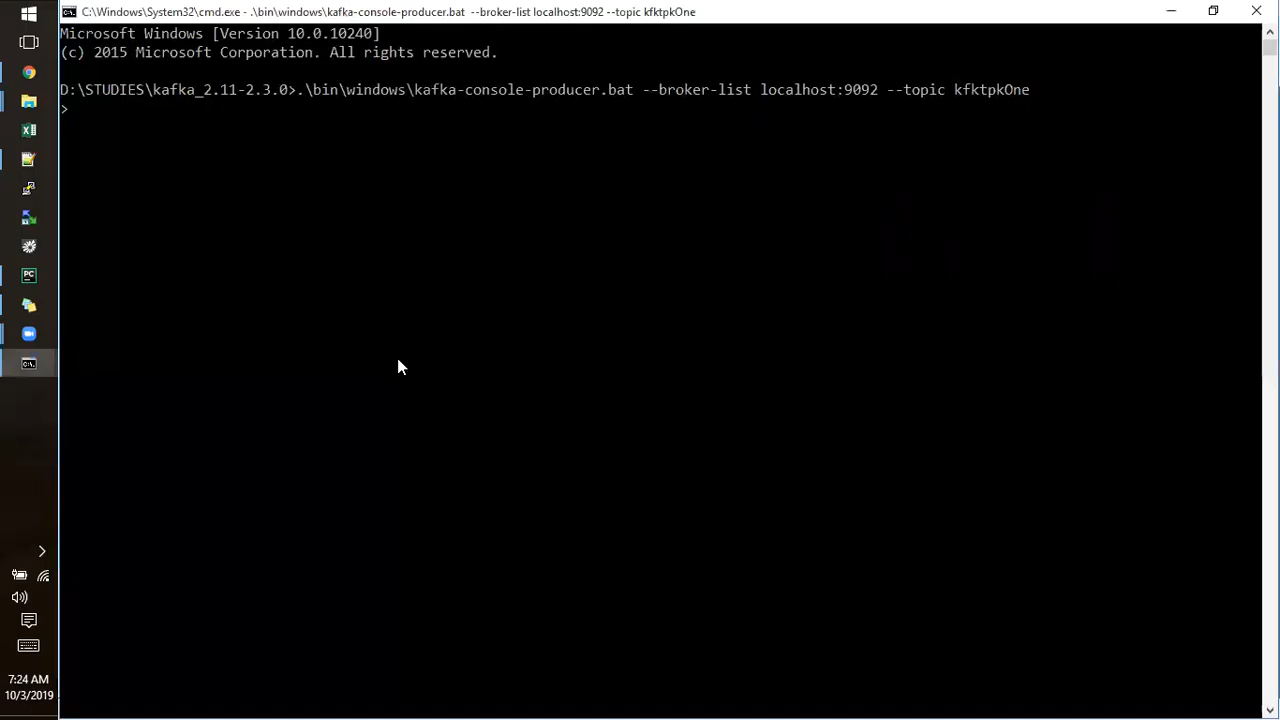 C:\Windows\System32\cmd.exe - .\bin\windows\kafka-console-producer.bat --broker-list localhost:9092 --topic kfktpkOne
Microsoft Windows [Version 10.0.10240]
(c) 2015 Microsoft Corporation. All rights reserved.
D:\STUDIES\kafka_2.11-2.3.0>.\bin\windows\kafka-console-producer.bat --broker-list localhost:9092 --topic kfktpkOne
>
PC
7:24 AM
10/3/2019